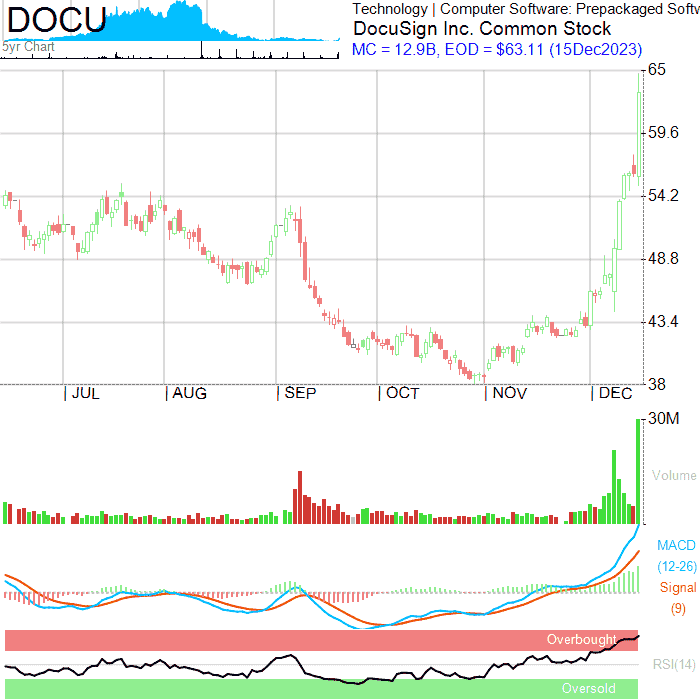 DOCU
5yr Chart
Technology | Computer Software: Prepackaged Softw
DocuSign Inc. Common Stock
MC = 12.9B, EOD = $63.11 (15Dec2023)
65
59.6
54.2
48.8
43.4
38
JUL AUG SEP OCT NOV DEC
30M
Volume
MACD
(12-26)
Signal
(9)
Overbought
RSI(14)
Oversold